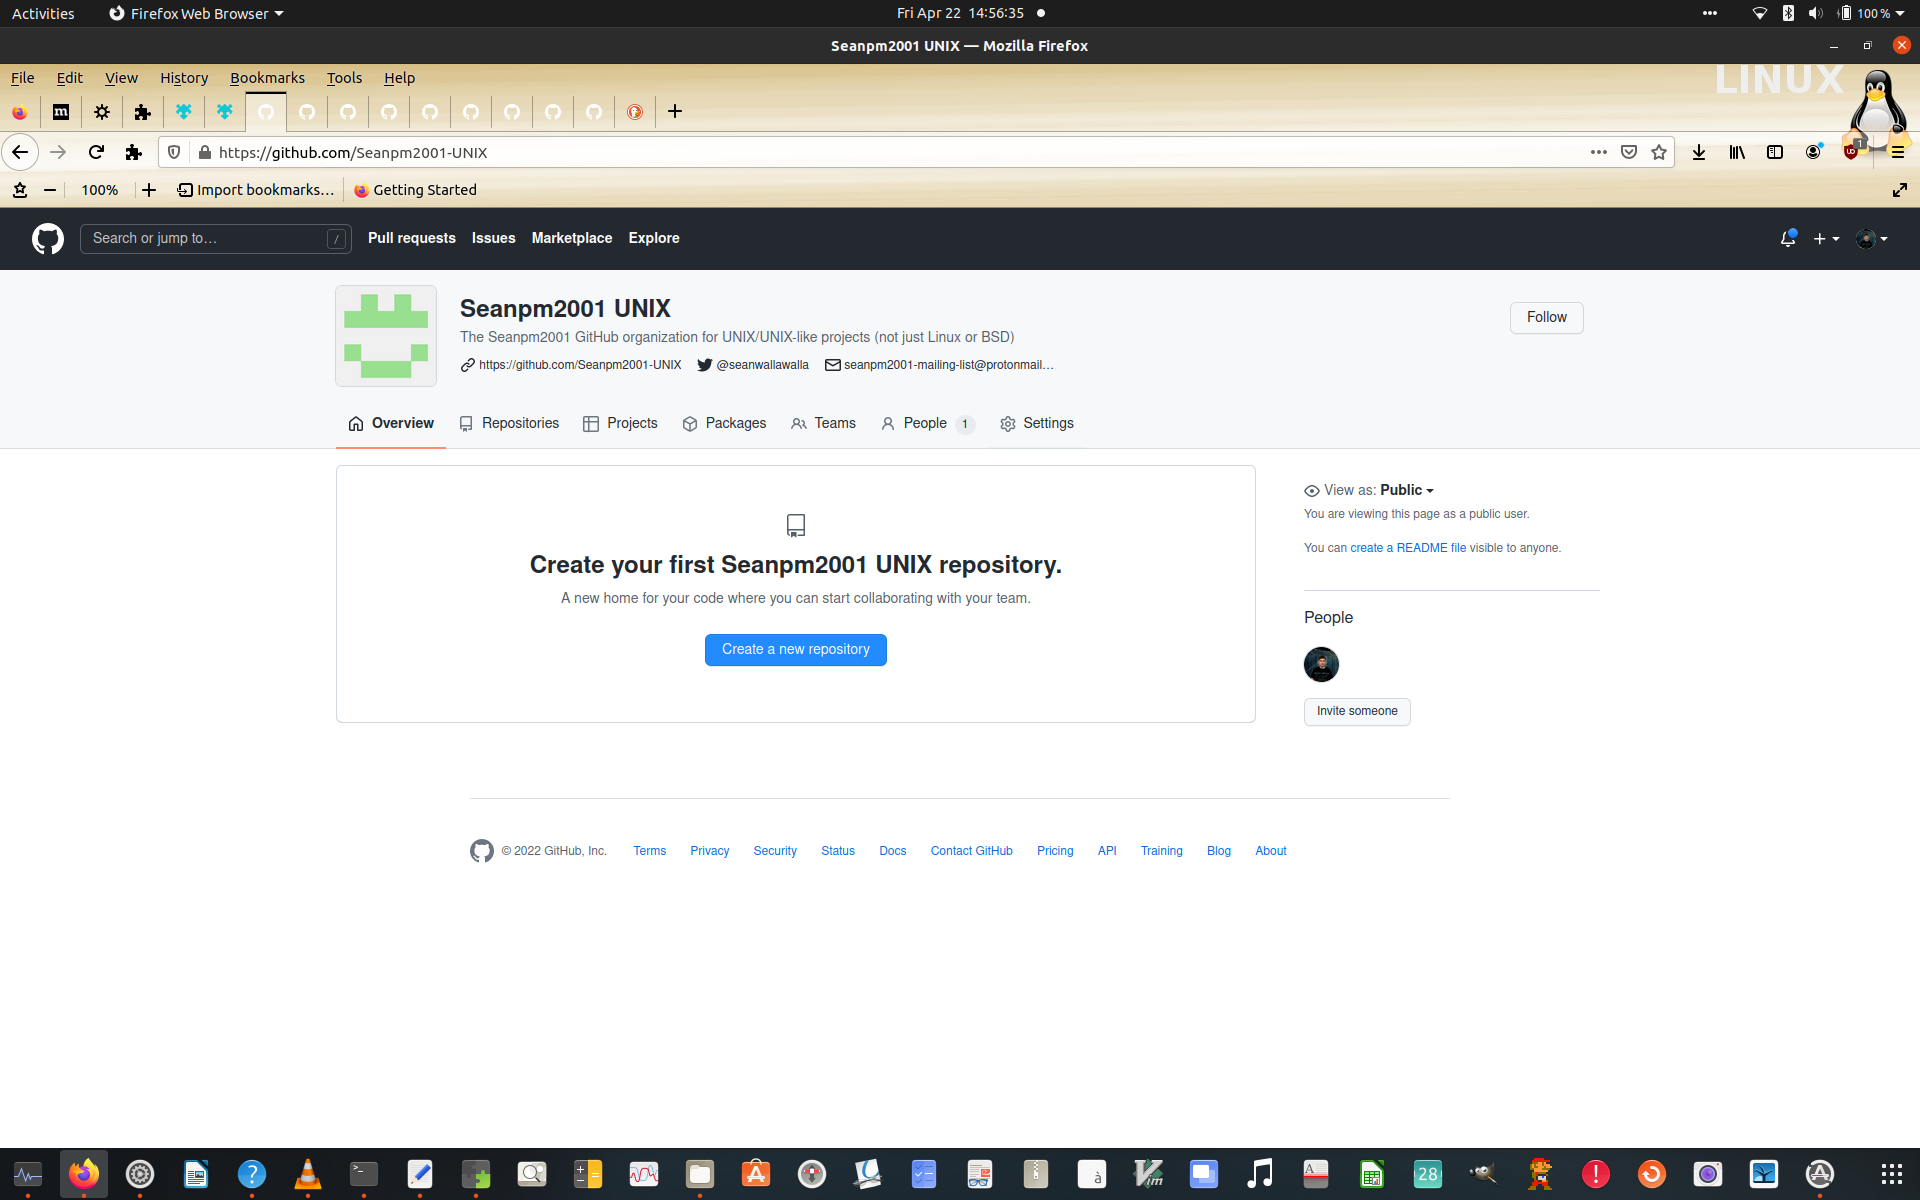 Activities Firefox Web Browser Fri Apr 22 14:56:35 100 %
Seanpm2001 UNIX — Mozilla Firefox
File Edit View History Bookmarks Tools Help
LINUX
https://github.com/Seanpm2001-UNIX 1
100% Import bookmarks… Getting Started
Search or jump to… / Pull requests Issues Marketplace Explore
Seanpm2001 UNIX
The Seanpm2001 GitHub organization for UNIX/UNIX-like projects (not just Linux or BSD)
Follow
https://github.com/Seanpm2001-UNIX @seanwallawalla seanpm2001-mailing-list@protonmail…
Overview Repositories Projects Packages Teams People 1 Settings
Create your first Seanpm2001 UNIX repository.
A new home for your code where you can start collaborating with your team.
Create a new repository
View as: Public
You are viewing this page as a public user.
You can create a README file visible to anyone.
People
Invite someone
© 2022 GitHub, Inc. Terms Privacy Security Status Docs Contact GitHub Pricing API Training Blog About
28